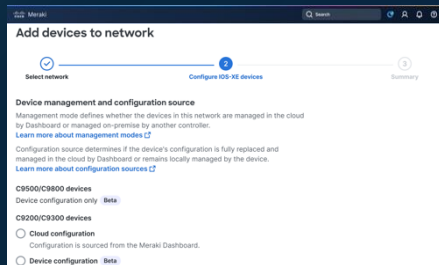 Meraki
Search
Add devices to network
2
3
Select network
Configure IOS-XE devices
Summary
Device management and configuration source
Management mode defines whether the devices in this network are managed in the cloud
by Dashboard or managed on-premise by another controller.
Learn more about management modes
Configuration source determines if the device's configuration is fully replaced and
managed in the cloud by Dashboard or remains locally managed by the device.
Learn more about configuration sources
C9500/C9800 devices
Device configuration only Beta
C9200/C9300 devices
Cloud configuration
Configuration is sourced from the Meraki Dashboard.
Device configuration Beta